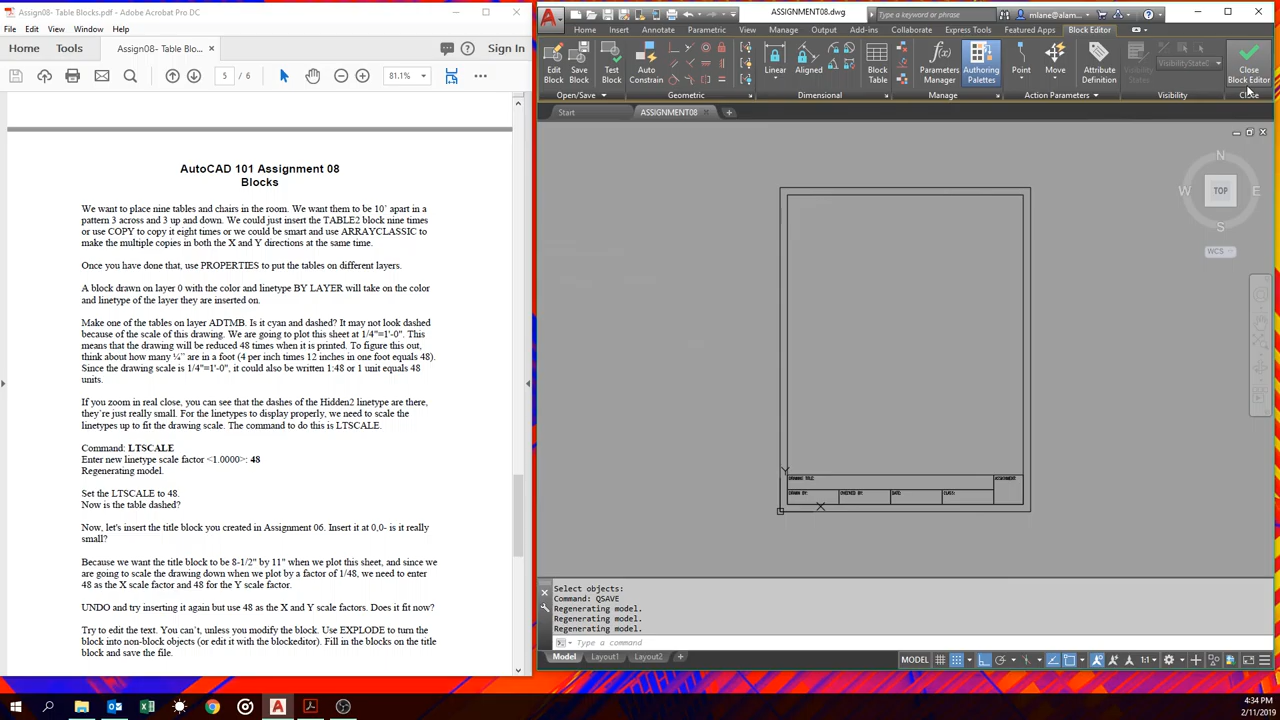 Assign08- Table Blocks.pdf - Adobe Acrobat Pro DC
File Edit View Window Help
Home Tools Assign08- Table Blo... × Sign In
5 / 6 81.1%
AutoCAD 101 Assignment 08
Blocks
We want to place nine tables and chairs in the room. We want them to be 10' apart in a
pattern 3 across and 3 up and down. We could just insert the TABLE2 block nine times
or use COPY to copy it eight times or we could be smart and use ARRAYCLASSIC to
make the multiple copies in both the X and Y directions at the same time.
Once you have done that, use PROPERTIES to put the tables on different layers.
A block drawn on layer 0 with the color and linetype BY LAYER will take on the color
and linetype of the layer they are inserted on.
Make one of the tables on layer ADTMB. Is it cyan and dashed? It may not look dashed
because of the scale of this drawing. We are going to plot this sheet at 1/4"=1'-0". This
means that the drawing will be reduced 48 times when it is printed. To figure this out,
think about how many ¼" are in a foot (4 per inch times 12 inches in one foot equals 48).
Since the drawing scale is 1/4"=1'-0", it could also be written 1:48 or 1 unit equals 48
units.
If you zoom in real close, you can see that the dashes of the Hidden2 linetype are there,
they're just really small. For the linetypes to display properly, we need to scale the
linetypes up to fit the drawing scale. The command to do this is LTSCALE.
Command: LTSCALE
Enter new linetype scale factor <1.0000>: 48
Regenerating model.
Set the LTSCALE to 48.
Now is the table dashed?
Now, let's insert the title block you created in Assignment 06. Insert it at 0,0- is it really
small?
Because we want the title block to be 8-1/2" by 11" when we plot this sheet, and since we
are going to scale the drawing down when we plot by a factor of 1/48, we need to enter
48 as the X scale factor and 48 for the Y scale factor.
UNDO and try inserting it again but use 48 as the X and Y scale factors. Does it fit now?
Try to edit the text. You can't, unless you modify the block. Use EXPLODE to turn the
block into non-block objects (or edit it with the blockeditor). Fill in the blocks on the title
block and save the file.
ASSIGNMENT08.dwg
Type a keyword or phrase
mlane@alam...
Home Insert Annotate Parametric View Manage Output Add-ins Collaborate Express Tools Featured Apps Block Editor
Edit Block
Save Block
Test Block
Auto Constrain
Linear
Aligned
Block Table
Parameters Manager
Authoring Palettes
Point
Move
Attribute Definition
Visibility States
VisibilityState0
Close Block Editor
Open/Save Geometric Dimensional Manage Action Parameters Visibility Close
Start ASSIGNMENT08
N
W TOP E
S
WCS
Y
X
DRAWING TITLE: ASSIGNMENT
DRAWN BY: CHECKED BY: DATE: CLASS:
Select objects:
Command: QSAVE
Regenerating model.
Regenerating model.
Regenerating model.
Type a command
Model Layout1 Layout2 +
MODEL 1:1
4:34 PM
2/11/2019